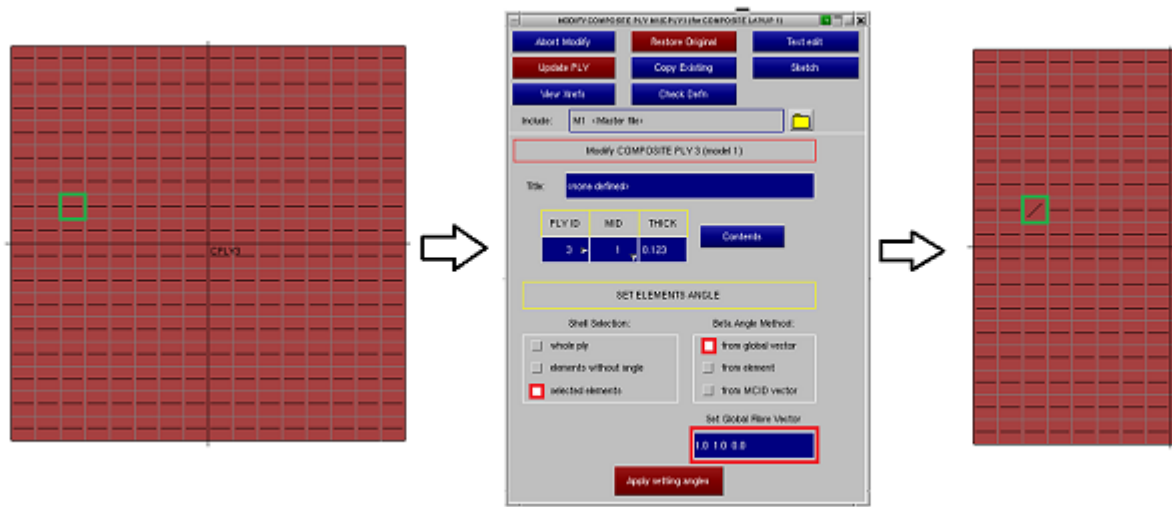 CPLY3
MODIFY COMPOSITE PLY M1/CPLY3 (for COMPOSITE LAYUP 1)
Abort Modify Restore Original Text edit
Update PLY Copy Existing Sketch
View Xrefs Check Defn
Include: M1 <Master file>
Modify COMPOSITE PLY 3 (model 1)
Title: <none defined>
PLY ID MID THICK
3 1 0.123 Contents
SET ELEMENTS ANGLE
Shell Selection: Beta Angle Method:
whole ply from global vector
elements without angle from element
selected elements from MCID vector
Set Global Fibre Vector
1.0 1.0 0.0
Apply setting angles